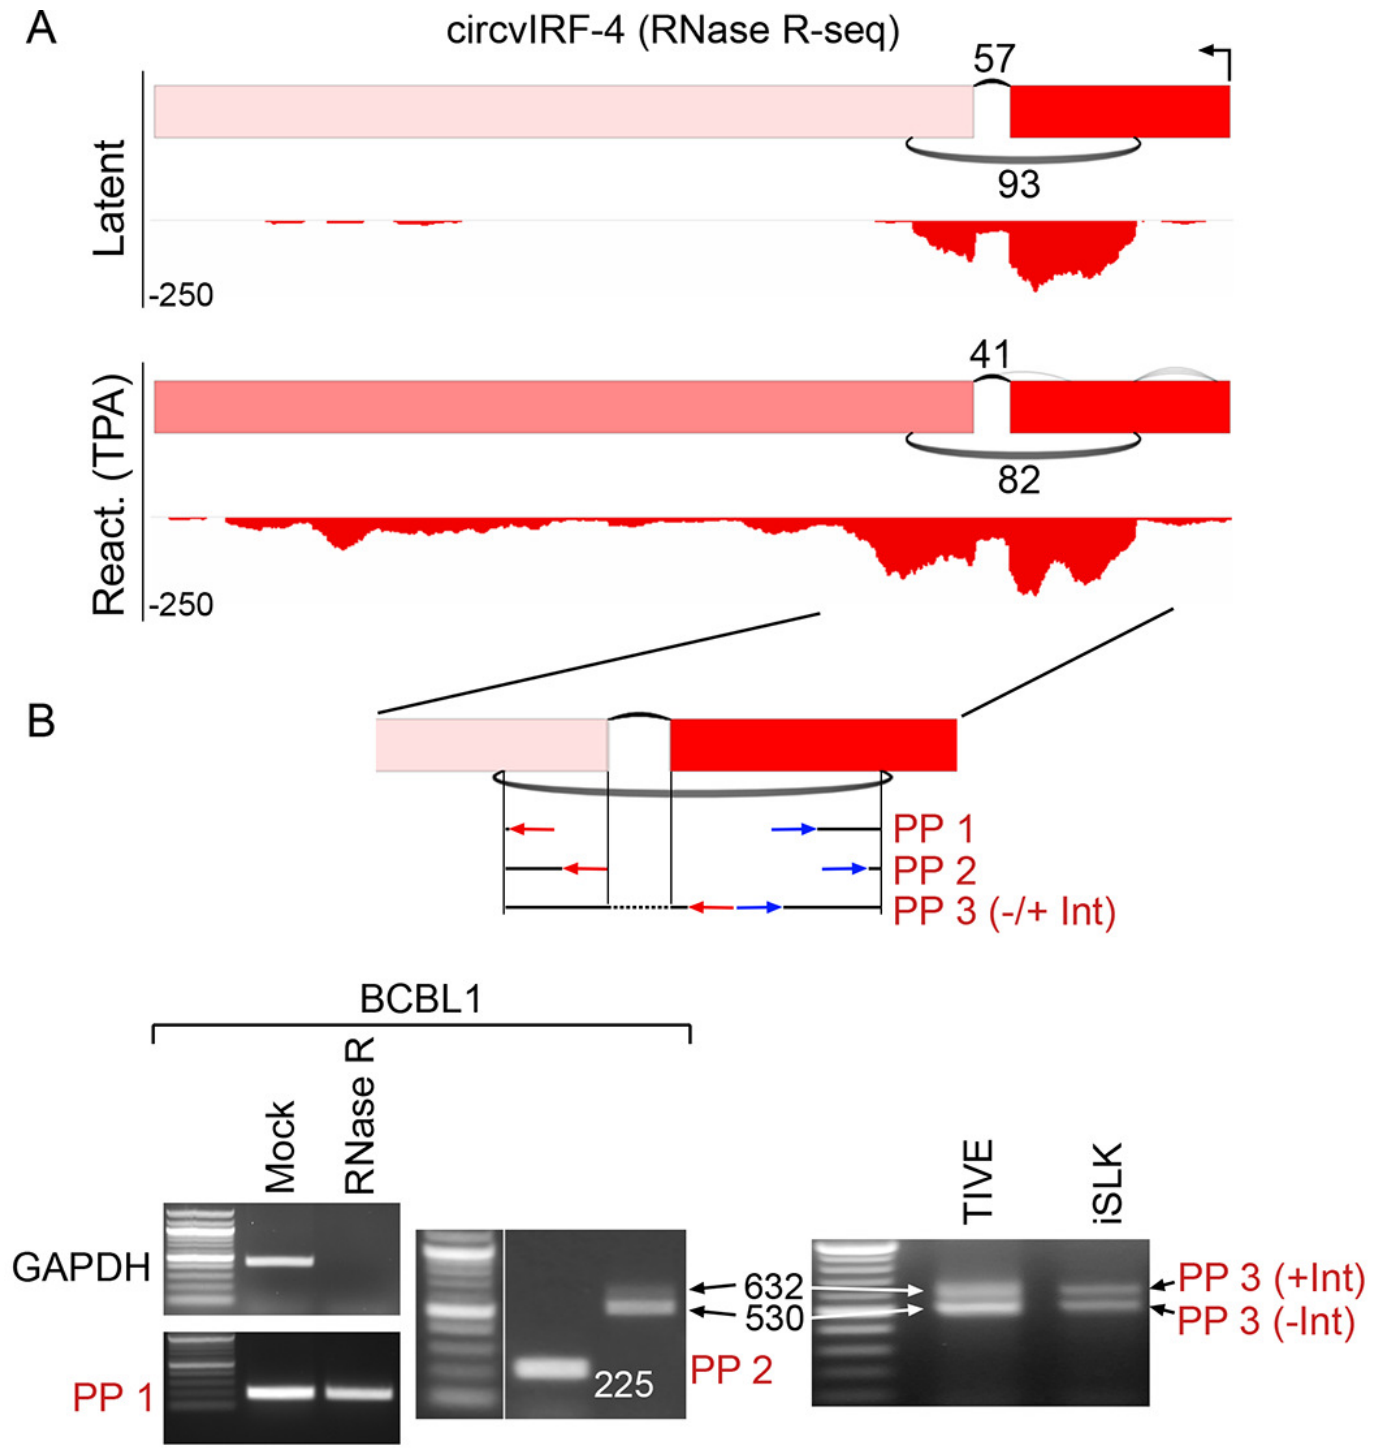 A
circvIRF-4 (RNase R-seq)
57
Latent
93
-250
41
React. (TPA)
82
-250
B
PP 1
PP 2
PP 3 (-/+ Int)
BCBL1
Mock
RNase R
TIVE
iSLK
GAPDH
632
530
PP 3 (+Int)
PP 3 (-Int)
PP 1
225
PP 2